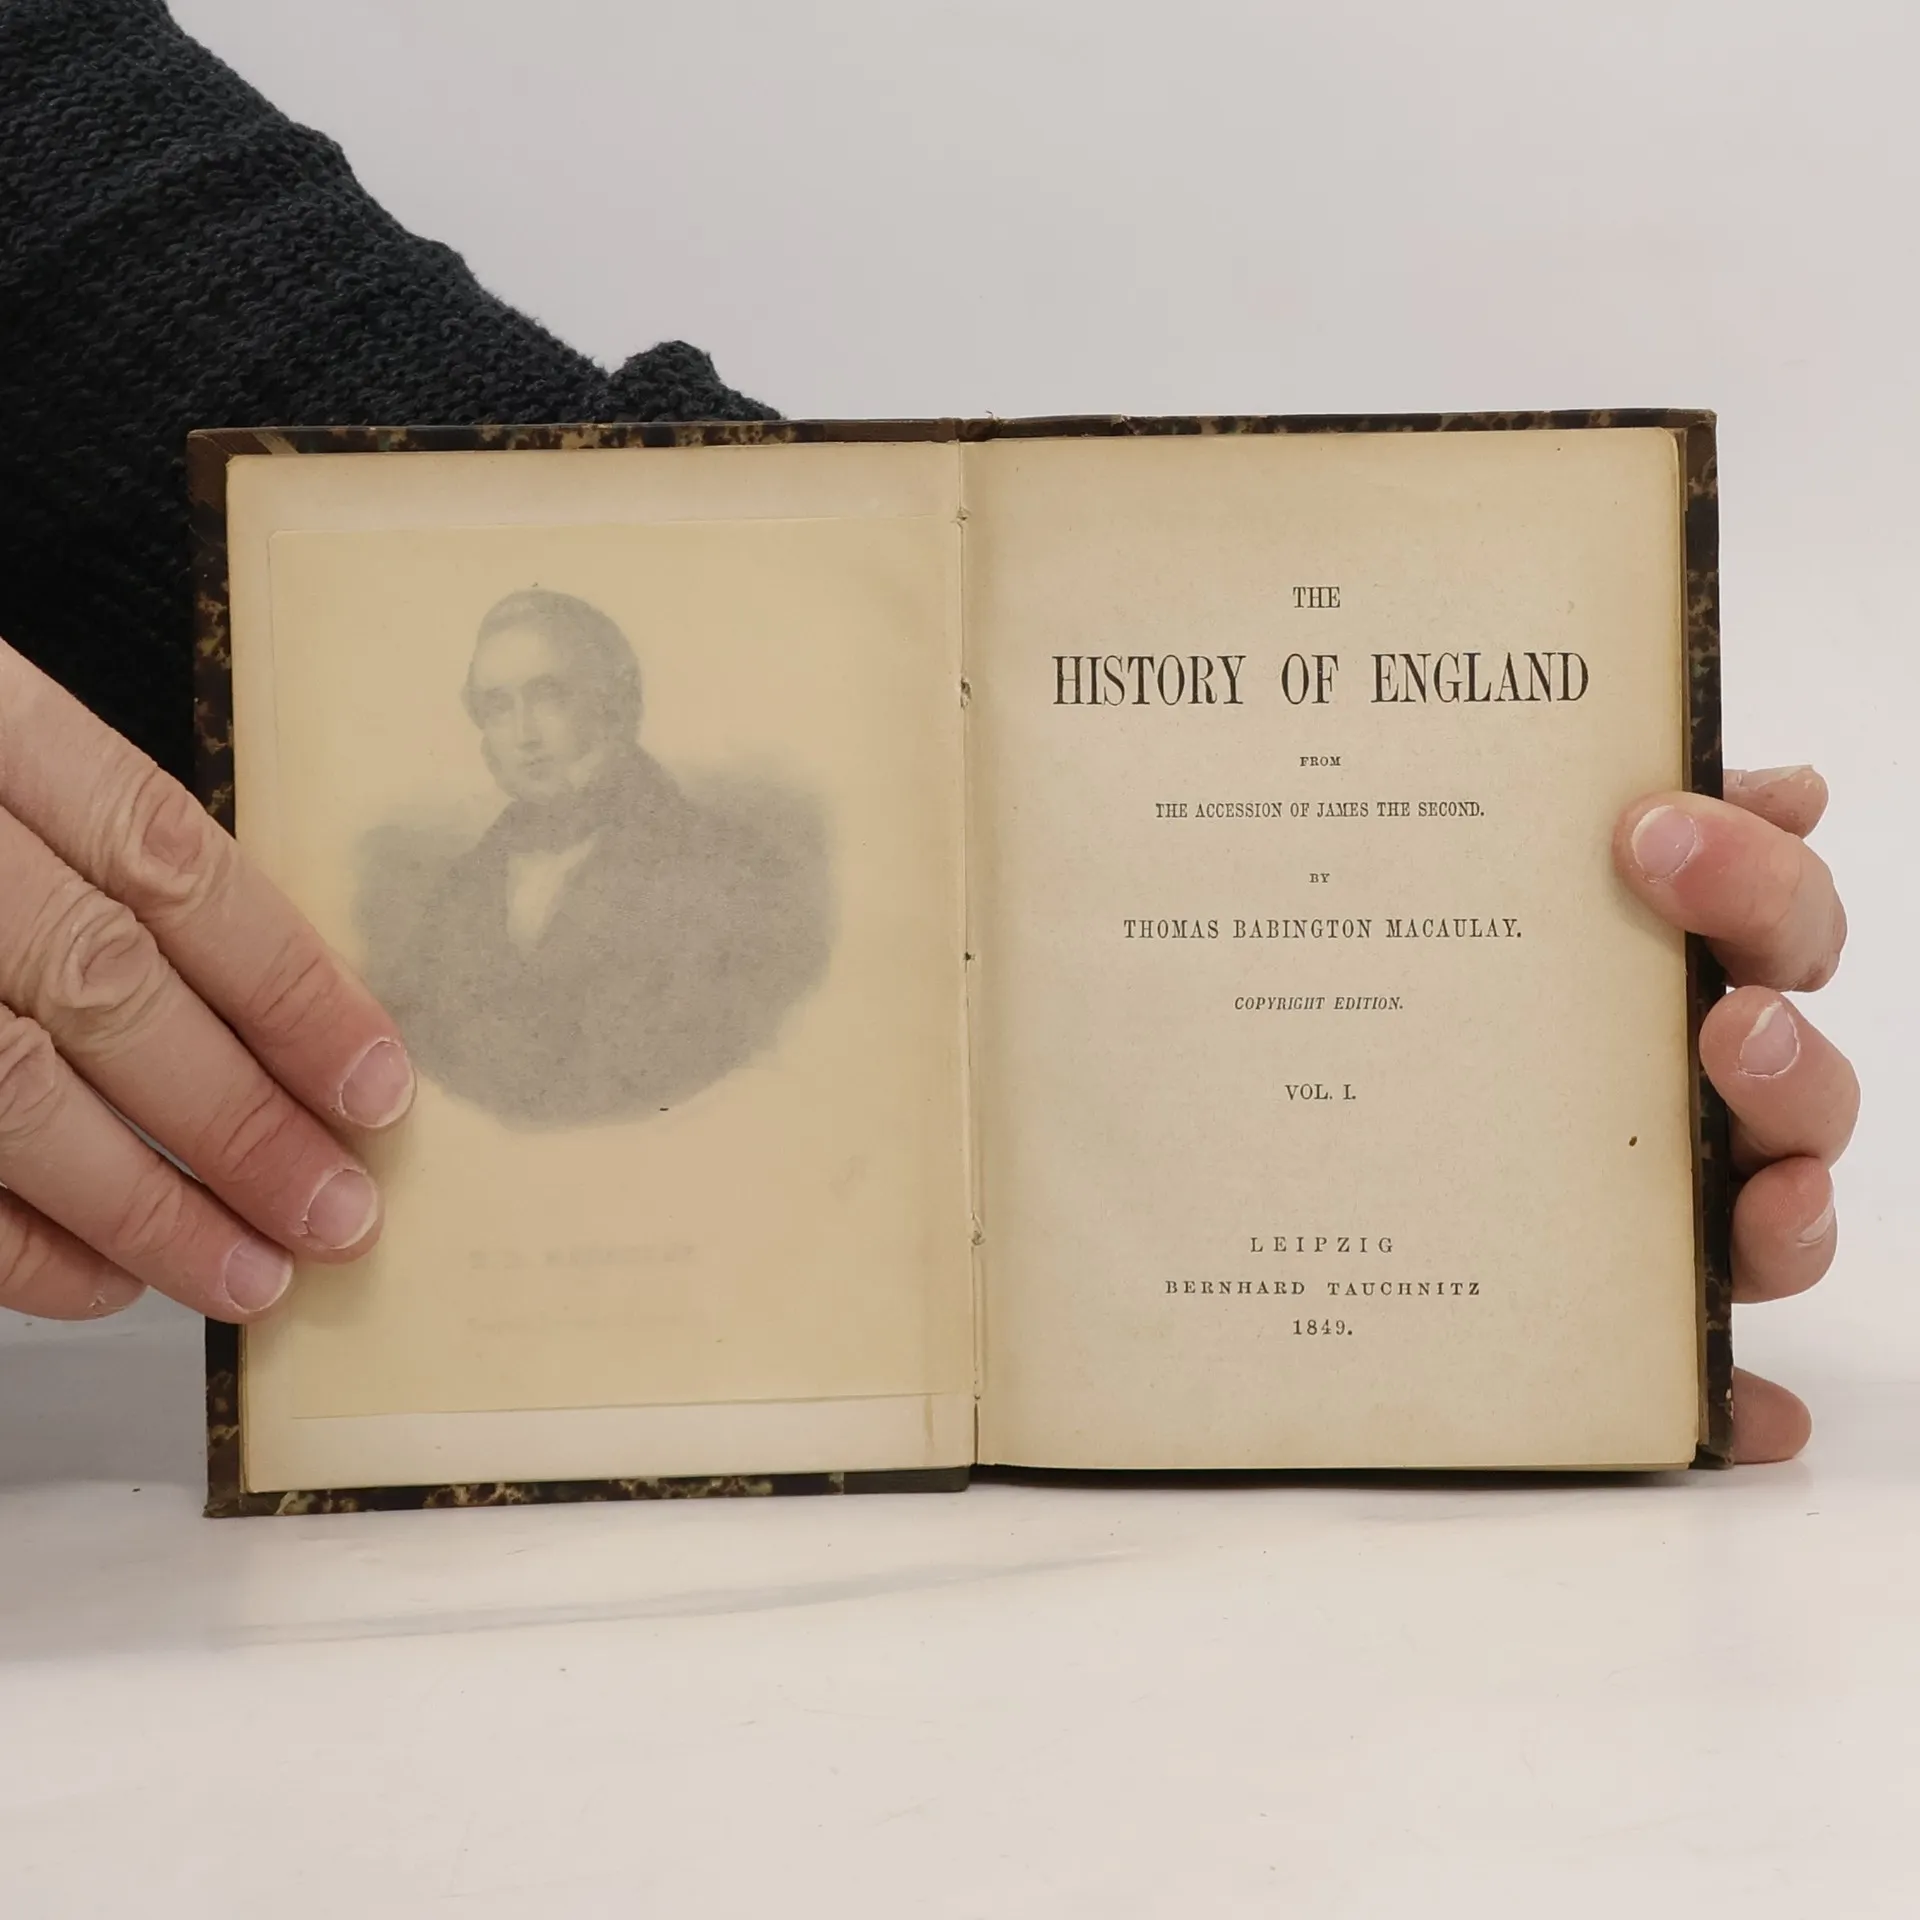 THE
HISTORY OF ENGLAND
FROM
THE ACCESSION OF JAMES THE SECOND.
BY
THOMAS BABINGTON MACAULAY.
COPYRIGHT EDITION.
VOL. I.
LEIPZIG
BERNHARD TAUCHNITZ
1849.